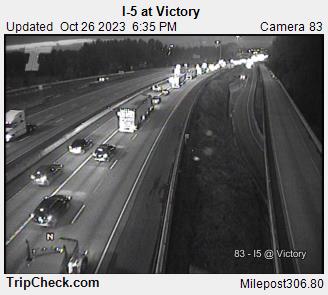 I-5 at Victory
Updated  Oct 26 2023  6:35 PM  Camera 83
N
83 - I5 @ Victory
TripCheck.com  Milepost306.80